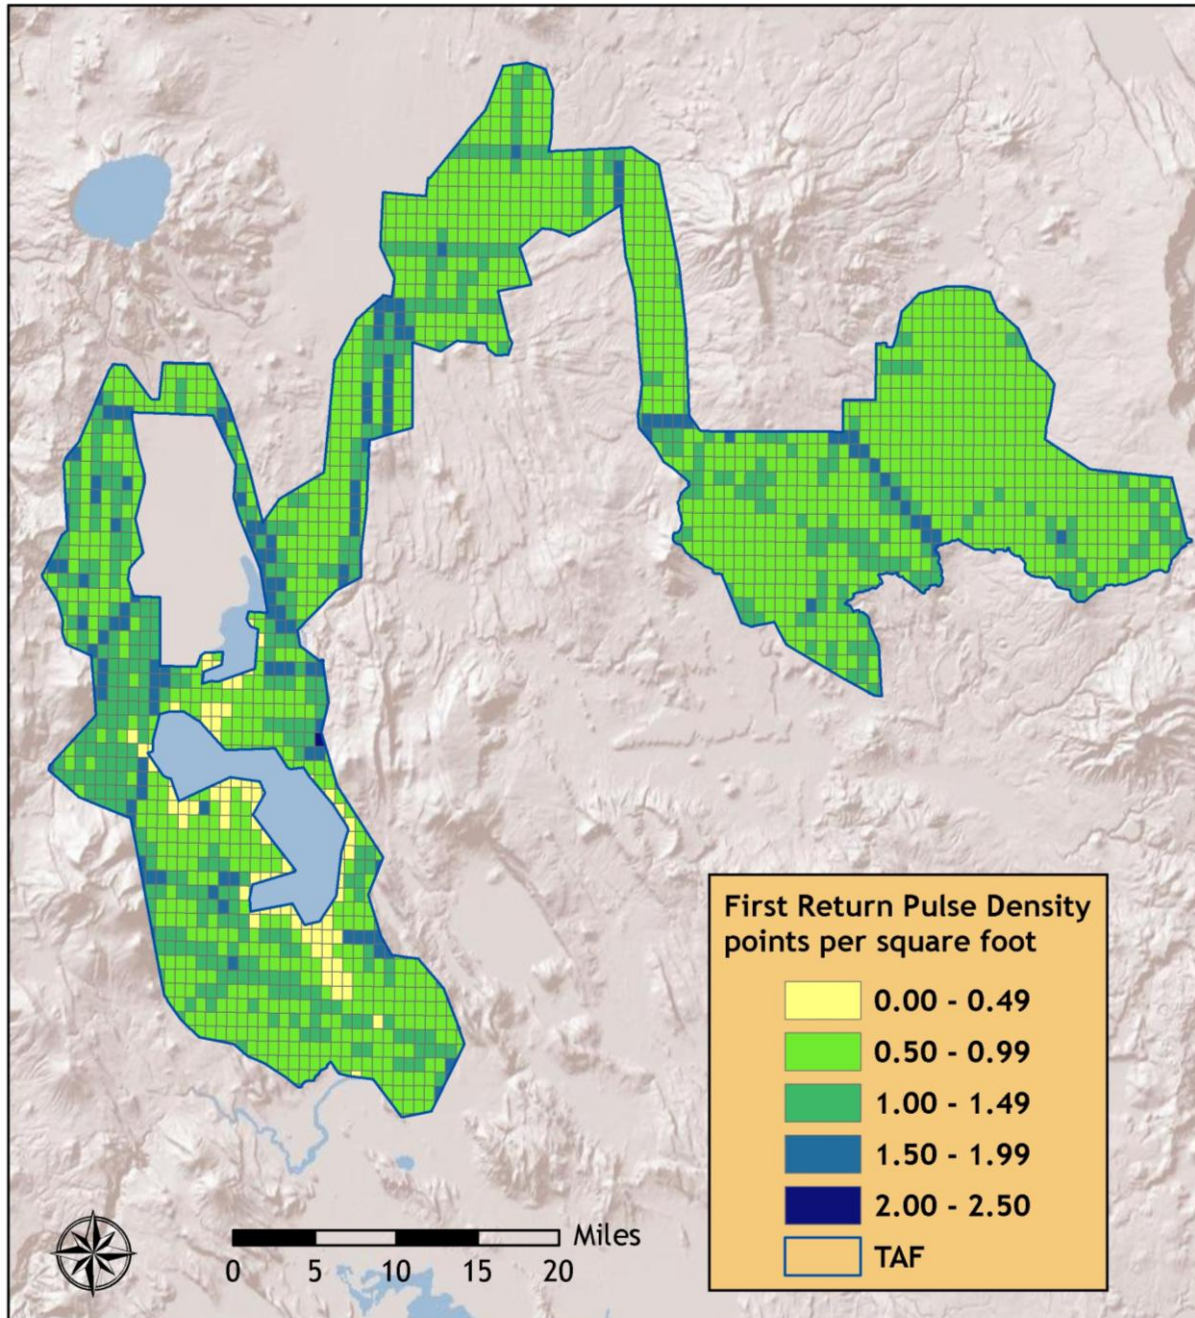 First Return Pulse Density
points per square foot
0.00 - 0.49
0.50 - 0.99
1.00 - 1.49
1.50 - 1.99
2.00 - 2.50
TAF
Miles
0 5 10 15 20